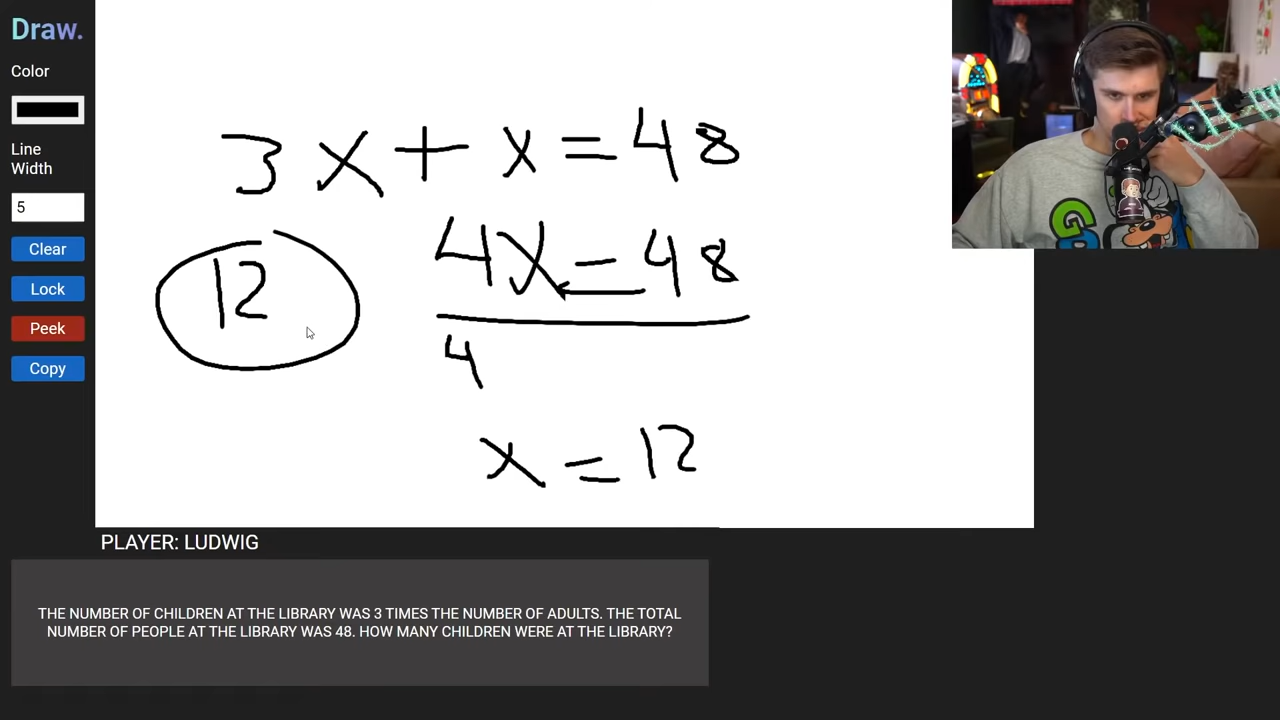 Draw.
Color
Line
Width
5
Clear
Lock
Peek
Copy
3x + x = 48
4x = 48
4
12
x = 12
PLAYER: LUDWIG
THE NUMBER OF CHILDREN AT THE LIBRARY WAS 3 TIMES THE NUMBER OF ADULTS. THE TOTAL
NUMBER OF PEOPLE AT THE LIBRARY WAS 48. HOW MANY CHILDREN WERE AT THE LIBRARY?